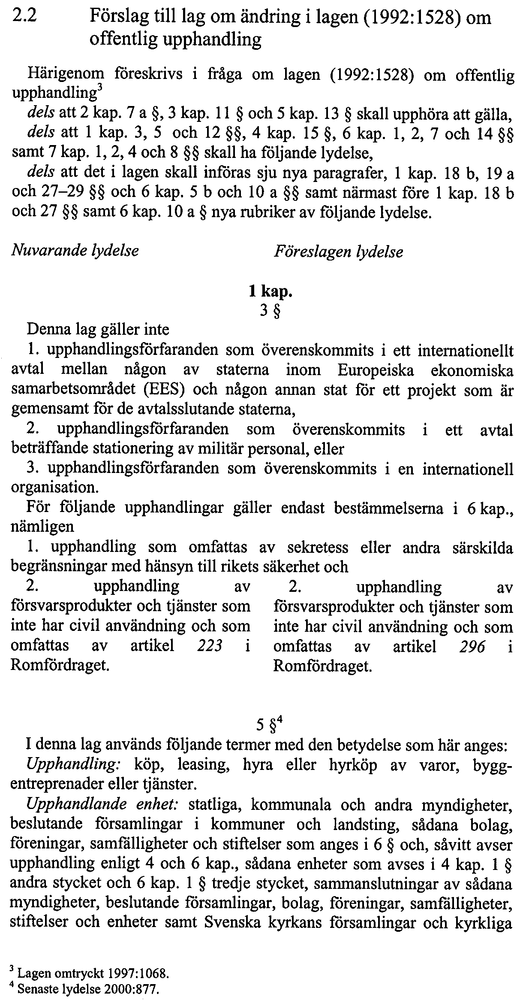 2.2 Förslag till lag om ändring i lagen (1992:1528) om
offentlig upphandling
Härigenom föreskrivs i fråga om lagen (1992:1528) om offentlig
upphandling³
dels att 2 kap. 7 a §, 3 kap. 11 § och 5 kap. 13 § skall upphöra att gälla,
dels att 1 kap. 3, 5 och 12 §§, 4 kap. 15 §, 6 kap. 1, 2, 7 och 14 §§
samt 7 kap. 1, 2, 4 och 8 §§ skall ha följande lydelse,
dels att det i lagen skall införas sju nya paragrafer, 1 kap. 18 b, 19 a
och 27–29 §§ och 6 kap. 5 b och 10 a §§ samt närmast före 1 kap. 18 b
och 27 §§ samt 6 kap. 10 a § nya rubriker av följande lydelse.
Nuvarande lydelse
Föreslagen lydelse
1 kap.
3 §
Denna lag gäller inte
1. upphandlingsförfaranden som överenskommits i ett internationellt
avtal mellan någon av staterna inom Europeiska ekonomiska
samarbetsområdet (EES) och någon annan stat för ett projekt som är
gemensamt för de avtalsslutande staterna,
2. upphandlingsförfaranden som överenskommits i ett avtal
beträffande stationering av militär personal, eller
3. upphandlingsförfaranden som överenskommits i en internationell
organisation.
För följande upphandlingar gäller endast bestämmelserna i 6 kap.,
nämligen
1. upphandling som omfattas av sekretess eller andra särskilda
begränsningar med hänsyn till rikets säkerhet och
2. upphandling av
försvarsprodukter och tjänster som
inte har civil användning och som
omfattas av artikel 223 i
Romfördraget.
2. upphandling av
försvarsprodukter och tjänster som
inte har civil användning och som
omfattas av artikel 296 i
Romfördraget.
5 §⁴
I denna lag används följande termer med den betydelse som här anges:
Upphandling: köp, leasing, hyra eller hyrköp av varor, bygg-
entreprenader eller tjänster.
Upphandlande enhet: statliga, kommunala och andra myndigheter,
beslutande församlingar i kommuner och landsting, sådana bolag,
föreningar, samfälligheter och stiftelser som anges i 6 § och, såvitt avser
upphandling enligt 4 och 6 kap., sådana enheter som avses i 4 kap. 1 §
andra stycket och 6 kap. 1 § tredje stycket, sammanslutningar av sådana
myndigheter, beslutande församlingar, bolag, föreningar, samfälligheter,
stiftelser och enheter samt Svenska kyrkans församlingar och kyrkliga
³ Lagen omtryckt 1997:1068.
⁴ Senaste lydelse 2000:877.